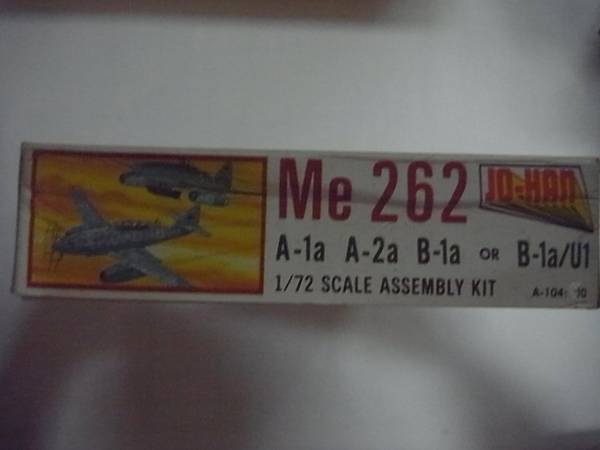 Me 262
JO-HAN
A-1a A-2a B-1a OR B-1a/U1
1/72 SCALE ASSEMBLY KIT